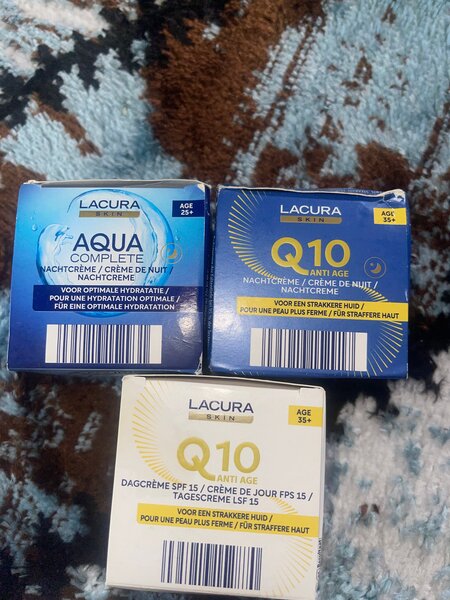 LACURA
SKIN
AGE
25+
AQUA
COMPLETE
NACHTCRÈME / CRÈME DE NUIT /
NACHTCREME
VOOR OPTIMALE HYDRATATIE /
POUR UNE HYDRATATION OPTIMALE /
FÜR EINE OPTIMALE HYDRATATION
LACURA
SKIN
AGE
35+
Q10
ANTI AGE
NACHTCRÈME / CRÈME DE NUIT /
NACHTCREME
VOOR EEN STRAKKERE HUID /
POUR UNE PEAU PLUS FERME / FÜR STRAFFERE HAUT
LACURA
SKIN
AGE
35+
Q10
ANTI AGE
DAGCRÈME SPF 15 / CRÈME DE JOUR FPS 15 /
TAGESCREME LSF 15
VOOR EEN STRAKKERE HUID /
POUR UNE PEAU PLUS FERME / FÜR STRAFFERE HAUT